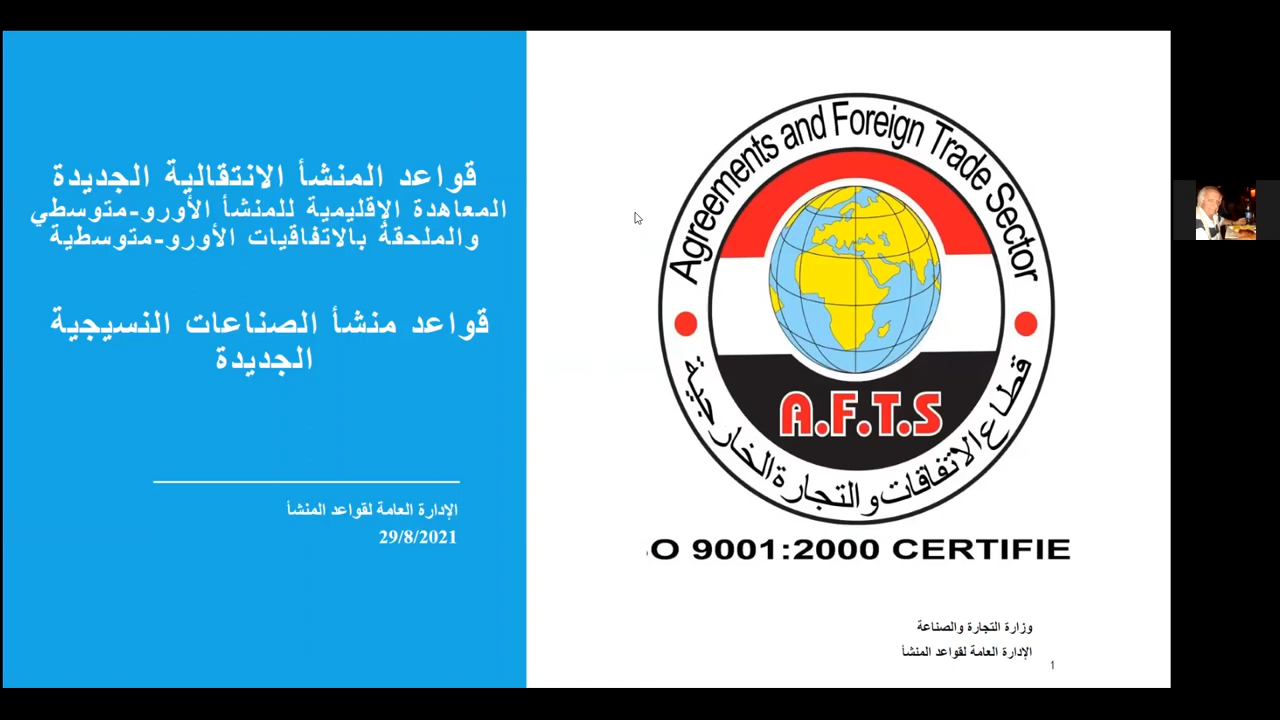 قواعد المنشأ الانتقالية الجديدة
المعاهدة الإقليمية للمنشأ الأورو-متوسطي
والملحقة بالاتفاقيات الأورو-متوسطية
قواعد منشأ الصناعات النسيجية
الجديدة
الإدارة العامة لقواعد المنشأ
29/8/2021
Agreements and Foreign Trade Sector
A.F.T.S
قطاع الاتفاقات والتجارة الخارجية
O 9001:2000 CERTIFIE
وزارة التجارة والصناعة
الإدارة العامة لقواعد المنشأ
1